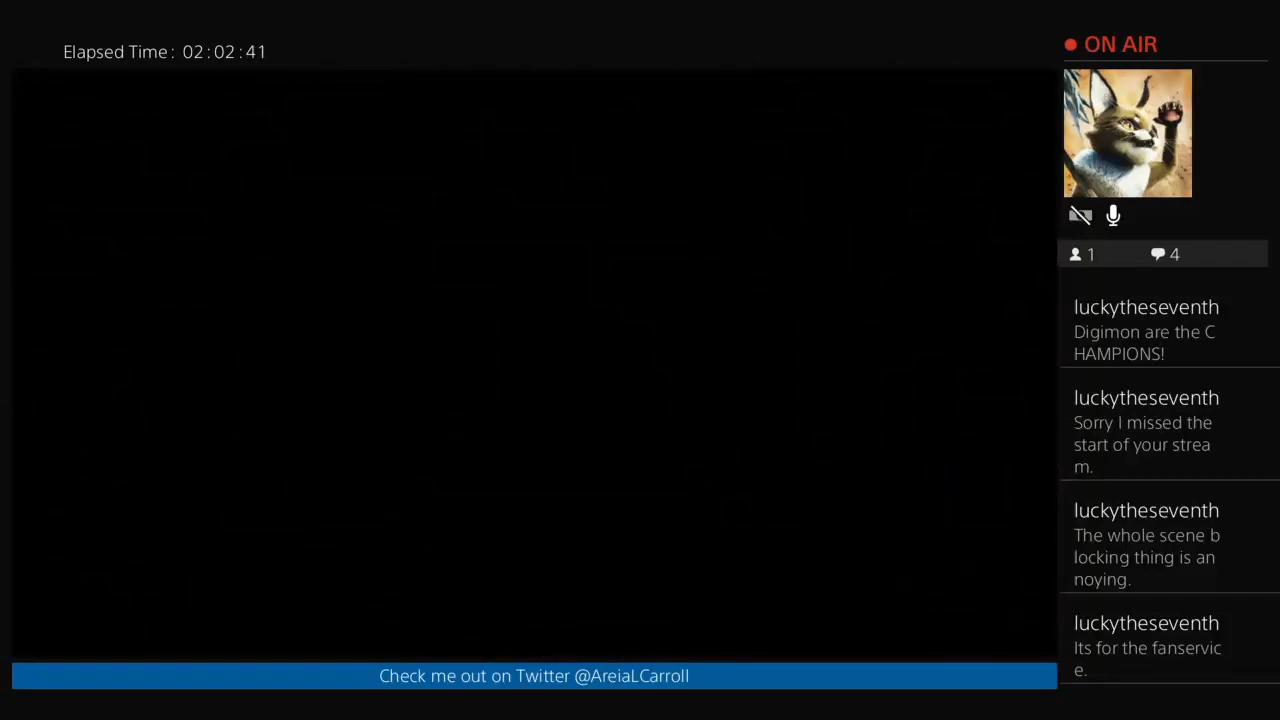 Elapsed Time: 02:02:41
ON AIR
1 4
luckytheseventh
Digimon are the C
HAMPIONS!
luckytheseventh
Sorry I missed the
start of your strea
m.
luckytheseventh
The whole scene b
locking thing is an
noying.
luckytheseventh
Its for the fanservic
e.
Check me out on Twitter @AreiaLCarroll